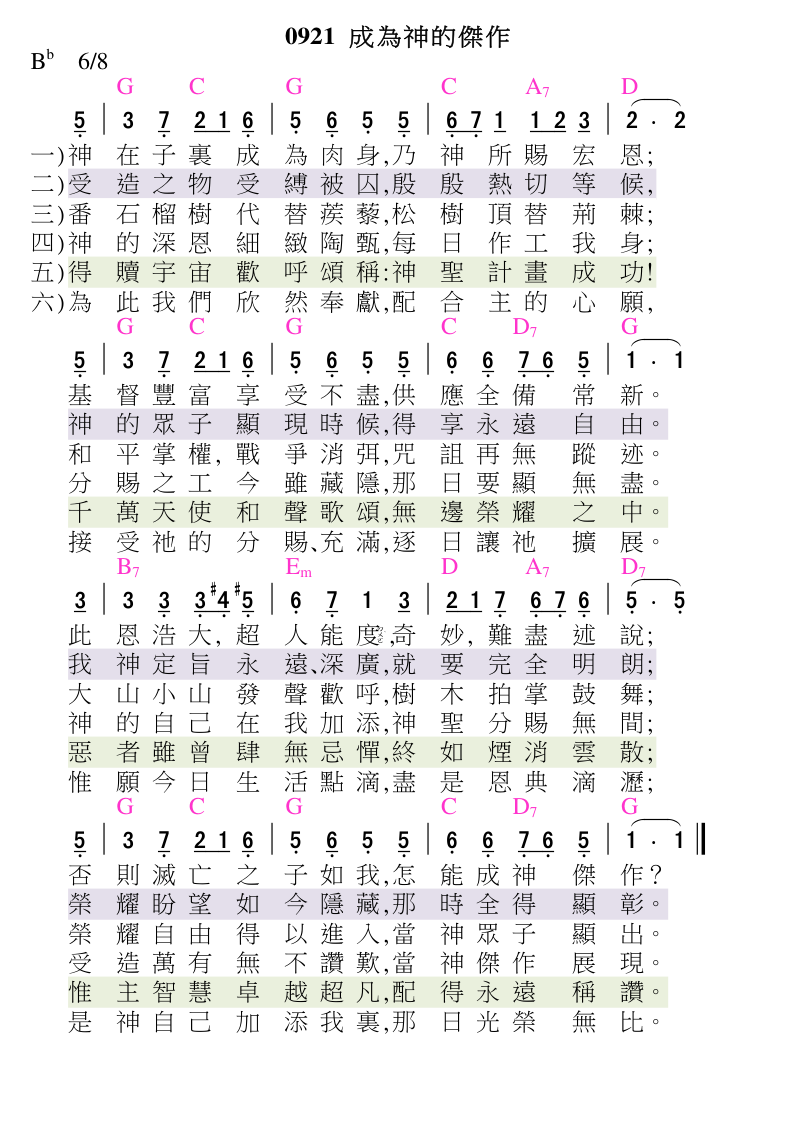 0921 成為神的傑作
Bb 6/8
G C G C A7 D
5 | 3 7 2 1 6 | 5 6 5 5 | 6 7 1 1 2 3 | 2 · 2
一)神 在子裏成 為肉身,乃 神所賜宏 恩;
二)受 造之物受 縛被囚,殷 殷熱切等 候,
三)番 石榴樹代 替蒺藜,松 樹頂替荊 棘;
四)神 的深恩細 緻陶甄,每 日作工我 身;
五)得 贖宇宙歡 呼頌稱:神 聖計畫成 功!
六)為 此我們欣 然奉獻,配 合主的心 願,
G C G C D7 G
5 | 3 7 2 1 6 | 5 6 5 5 | 6 6 7 6 5 | 1 · 1
基 督豐富享 受不盡,供 應全備常 新。
神 的眾子顯 現時候,得 享永遠自 由。
和 平掌權,戰 爭消弭,咒 詛再無蹤 迹。
分 賜之工今 雖藏隱,那 日要顯無 盡。
千 萬天使和 聲歌頌,無 邊榮耀之 中。
接 受祂的分 賜、充滿,逐 日讓祂擴 展。
B7 Em D A7 D7
3 | 3 3 3 #4 #5 | 6 7 1 3 | 2 1 7 6 7 6 | 5 · 5
此 恩浩大,超 人能度,奇 妙,難盡述 說;
我 神定旨永 遠、深廣,就 要完全明 朗;
大 山小山發 聲歡呼,樹 木拍掌鼓 舞;
神 的自己在 我加添,神 聖分賜無 間;
惡 者雖曾肆 無忌憚,終 如煙消雲 散;
惟 願今日生 活點滴,盡 是恩典滴 瀝;
G C G C D7 G
5 | 3 7 2 1 6 | 5 6 5 5 | 6 6 7 6 5 | 1 · 1
否 則滅亡之 子如我,怎 能成神傑 作?
榮 耀盼望如 今隱藏,那 時全得顯 彰。
榮 耀自由得 以進入,當 神眾子顯 出。
受 造萬有無 不讚歎,當 神傑作展 現。
惟 主智慧卓 越超凡,配 得永遠稱 讚。
是 神自己加 添我裏,那 日光榮無 比。